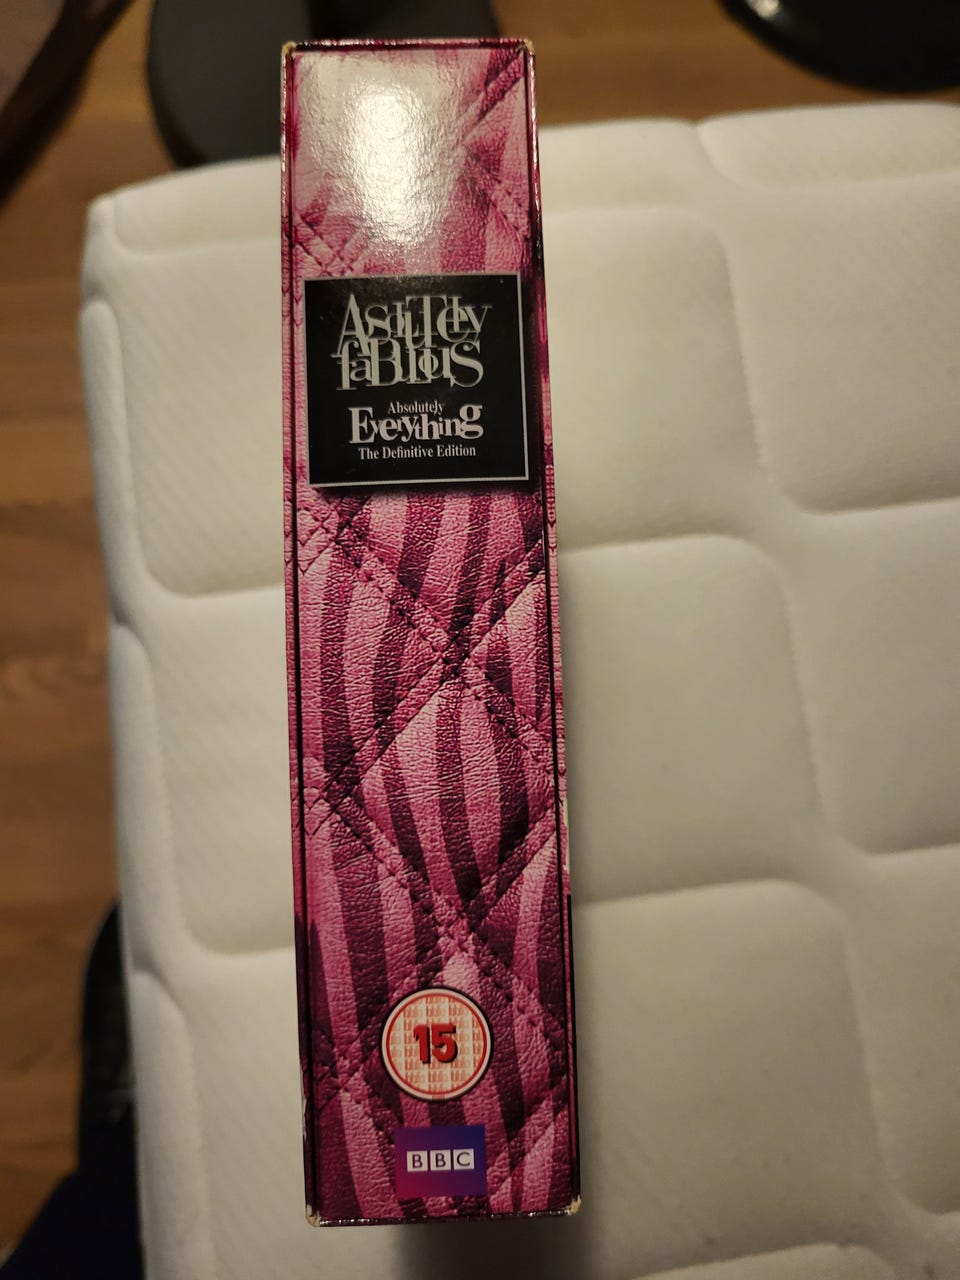 Absolutely
fabulous
Absolutely
Everything
The Definitive Edition
15
BBC